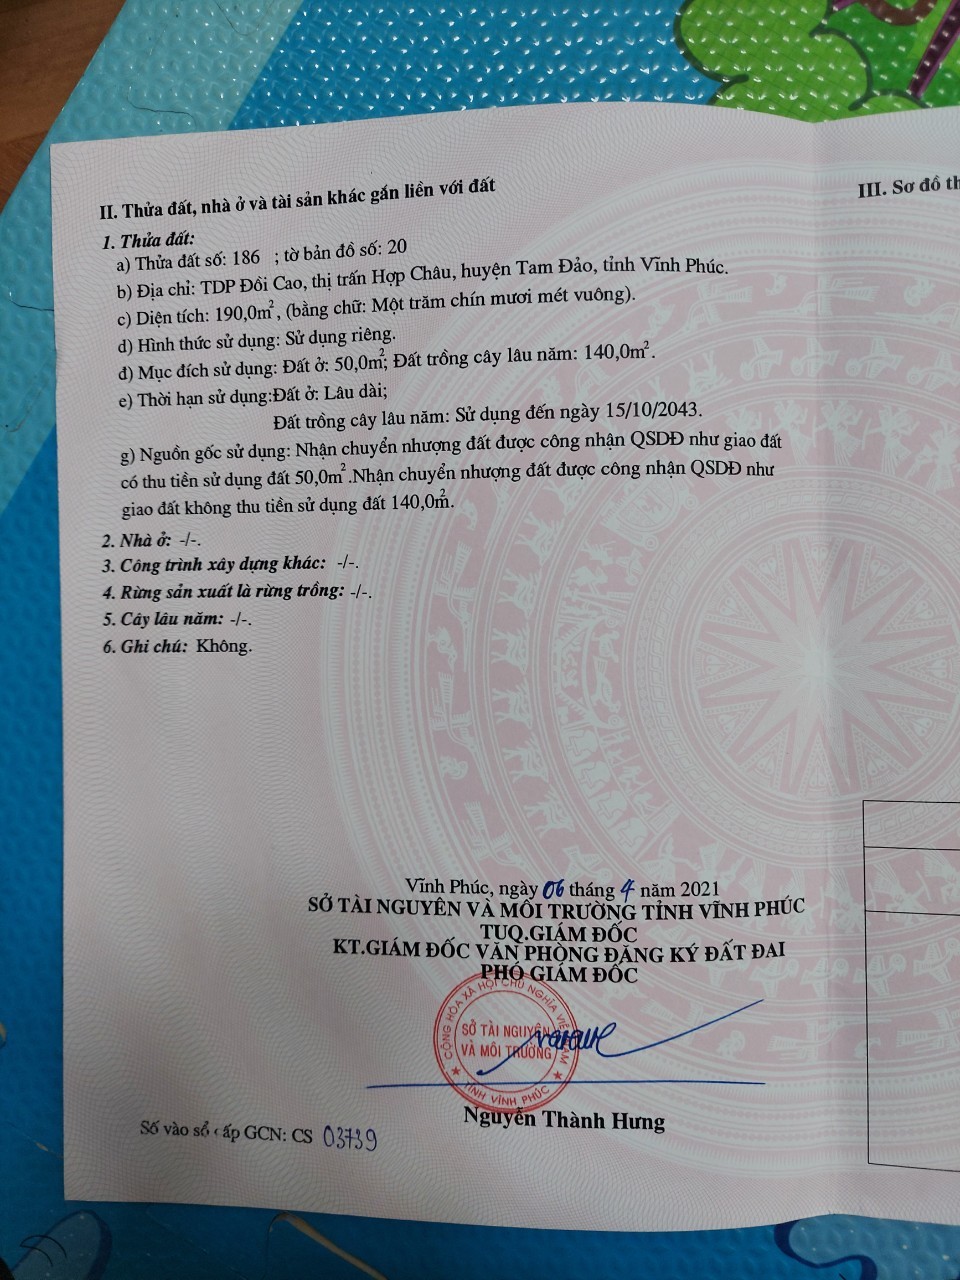 II. Thửa đất, nhà ở và tài sản khác gắn liền với đất
1. Thửa đất:
a) Thửa đất số: 186 ; tờ bản đồ số: 20
b) Địa chỉ: TDP Đồi Cao, thị trấn Hợp Châu, huyện Tam Đảo, tỉnh Vĩnh Phúc.
c) Diện tích: 190,0m², (bằng chữ: Một trăm chín mươi mét vuông).
d) Hình thức sử dụng: Sử dụng riêng.
đ) Mục đích sử dụng: Đất ở: 50,0m²; Đất trồng cây lâu năm: 140,0m².
e) Thời hạn sử dụng:Đất ở: Lâu dài;
Đất trồng cây lâu năm: Sử dụng đến ngày 15/10/2043.
g) Nguồn gốc sử dụng: Nhận chuyển nhượng đất được công nhận QSDĐ như giao đất
có thu tiền sử dụng đất 50,0m².Nhận chuyển nhượng đất được công nhận QSDĐ như
giao đất không thu tiền sử dụng đất 140,0m².
2. Nhà ở: -/-.
3. Công trình xây dựng khác: -/-.
4. Rừng sản xuất là rừng trồng: -/-.
5. Cây lâu năm: -/-.
6. Ghi chú: Không.
III. Sơ đồ th
Vĩnh Phúc, ngày 06 tháng 4 năm 2021
SỞ TÀI NGUYÊN VÀ MÔI TRƯỜNG TỈNH VĨNH PHÚC
TUQ.GIÁM ĐỐC
KT.GIÁM ĐỐC VĂN PHÒNG ĐĂNG KÝ ĐẤT ĐAI
PHÓ GIÁM ĐỐC
CỘNG HÒA XÃ HỘI CHỦ NGHĨA VIỆT NAM
SỞ TÀI NGUYÊN
VÀ MÔI TRƯỜNG
TỈNH VĨNH PHÚC
Nguyễn Thành Hưng
Số vào sổ cấp GCN: CS 03739